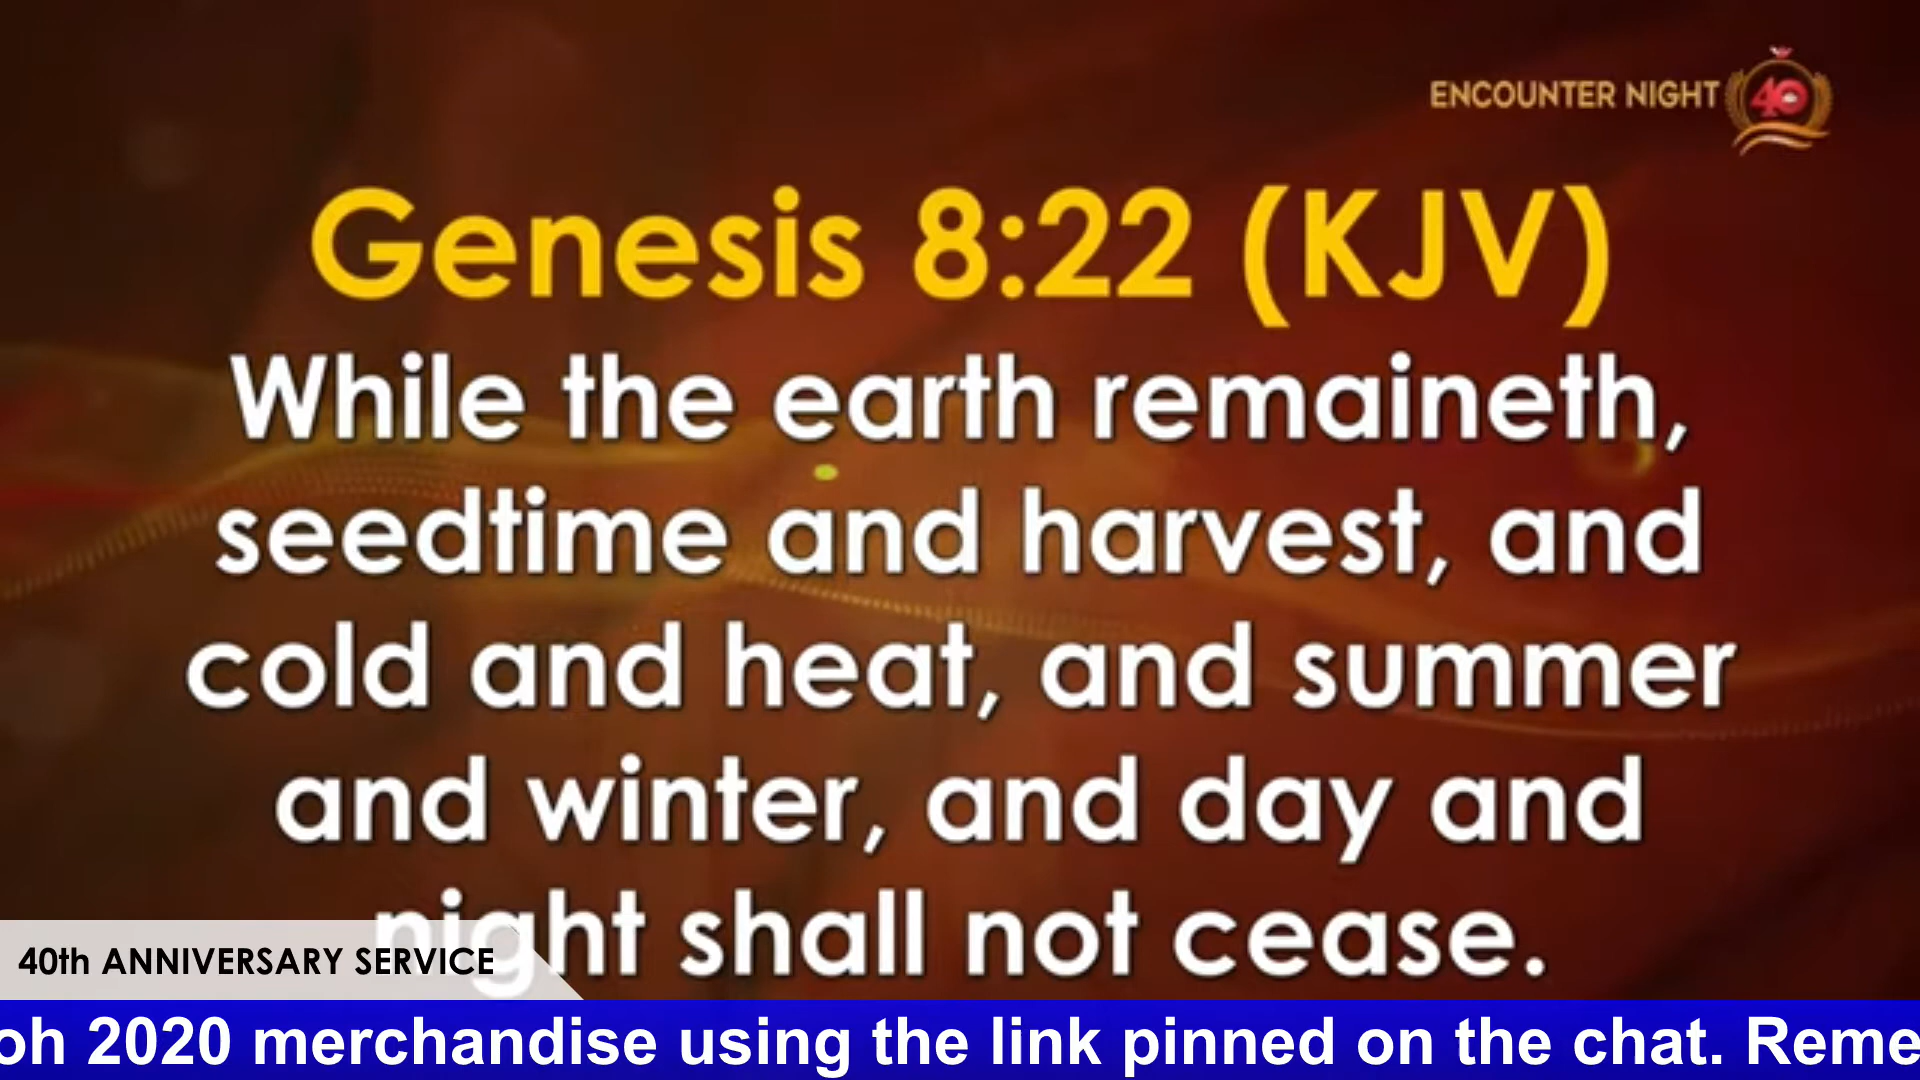 ENCOUNTER NIGHT 40
Genesis 8:22 (KJV)
While the earth remaineth,
seedtime and harvest, and
cold and heat, and summer
and winter, and day and
night shall not cease.
40th ANNIVERSARY SERVICE
oh 2020 merchandise using the link pinned on the chat. Reme